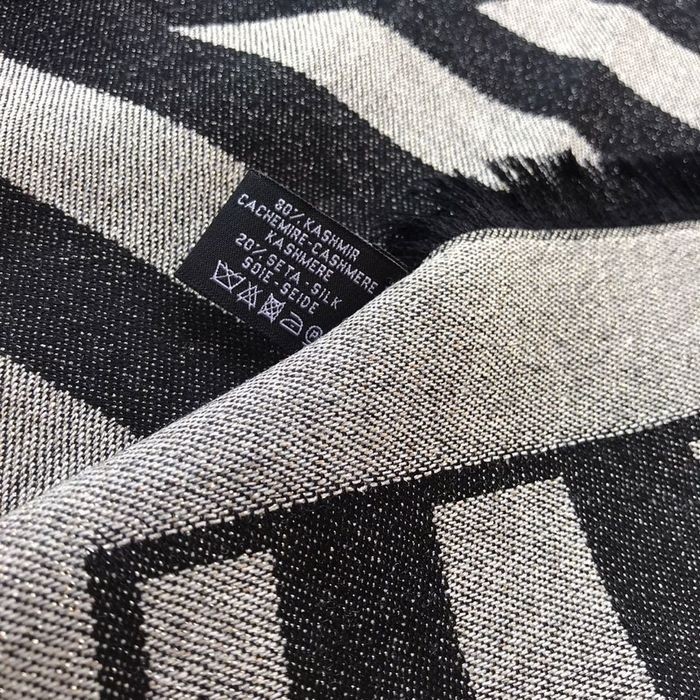 80% KASHMIR
CACHEMIRE-CASHMERE
KASHMERE
20% SETA-SILK
SOIE-SEIDE
P